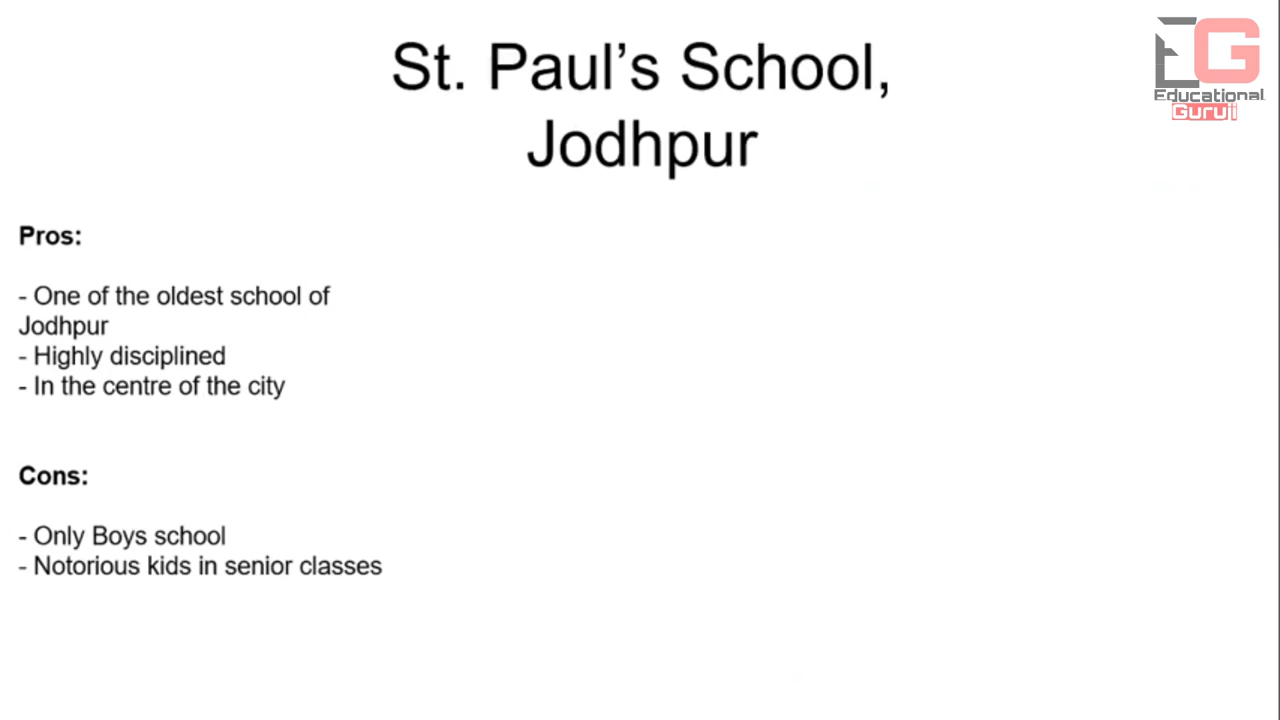 St. Paul’s School,
Jodhpur
EG
Educational
Guruji
Pros:
- One of the oldest school of
Jodhpur
- Highly disciplined
- In the centre of the city
Cons:
- Only Boys school
- Notorious kids in senior classes